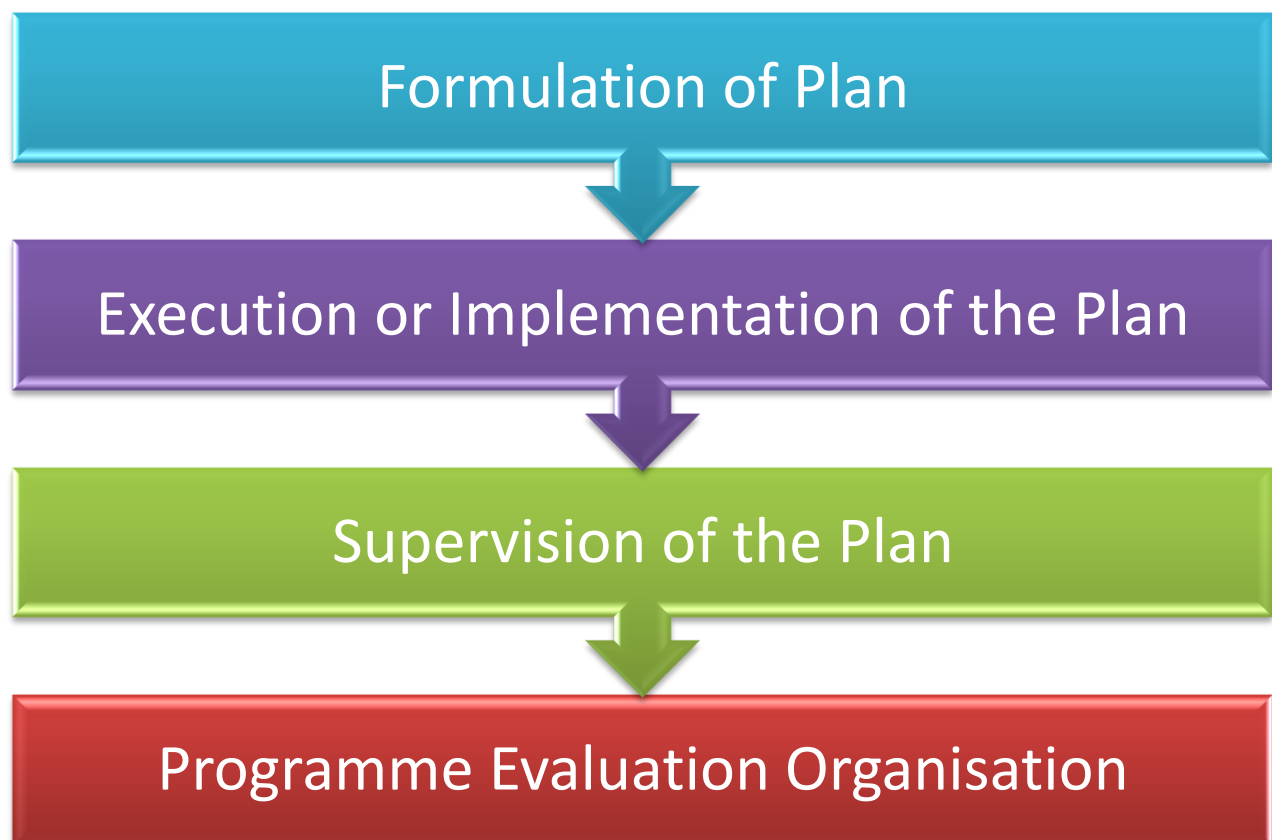 Formulation of Plan
Execution or Implementation of the Plan
Supervision of the Plan
Programme Evaluation Organisation